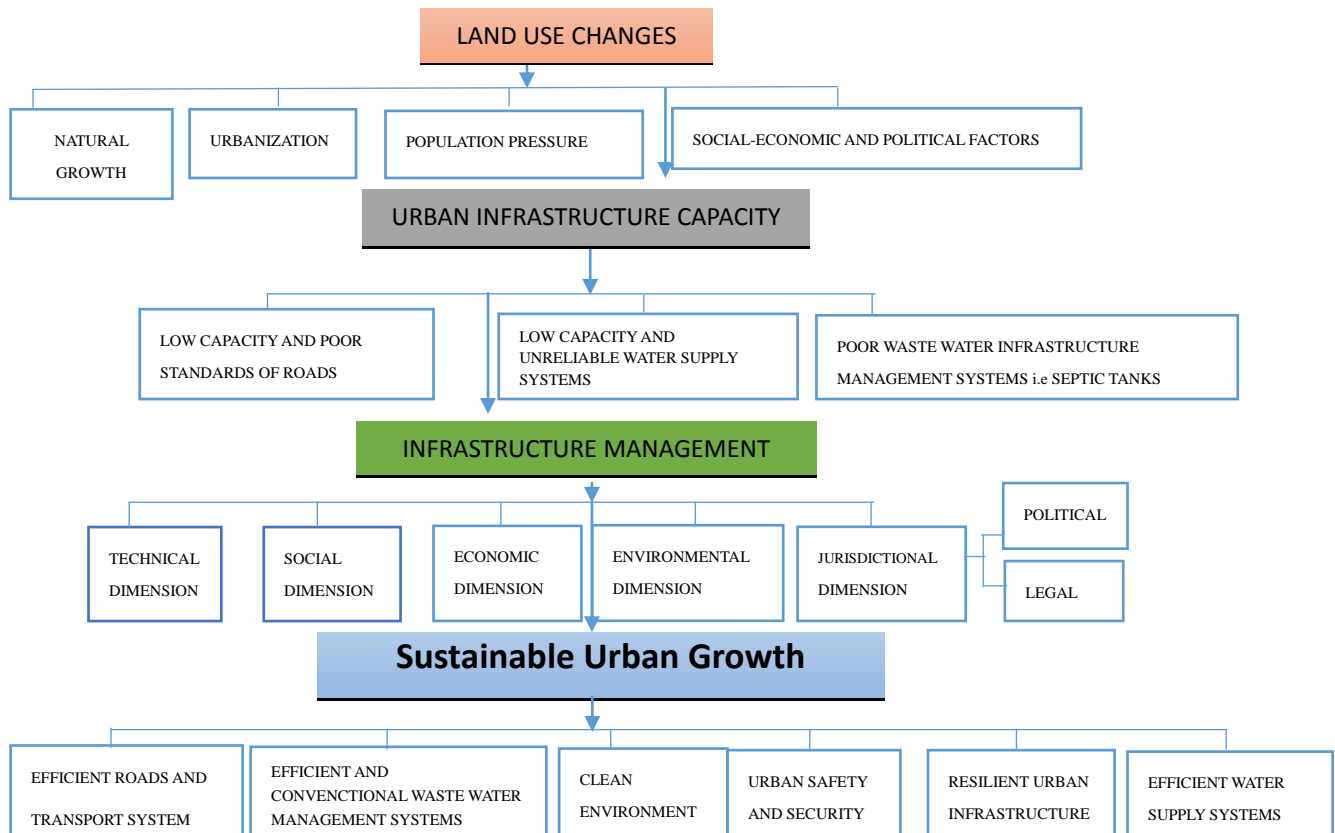 LAND USE CHANGES
NATURAL
GROWTH
URBANIZATION
POPULATION PRESSURE
SOCIAL-ECONOMIC AND POLITICAL FACTORS
URBAN INFRASTRUCTURE CAPACITY
LOW CAPACITY AND POOR
STANDARDS OF ROADS
LOW CAPACITY AND
UNRELIABLE WATER SUPPLY
SYSTEMS
POOR WASTE WATER INFRASTRUCTURE
MANAGEMENT SYSTEMS i.e SEPTIC TANKS
INFRASTRUCTURE MANAGEMENT
TECHNICAL
DIMENSION
SOCIAL
DIMENSION
ECONOMIC
DIMENSION
ENVIRONMENTAL
DIMENSION
JURISDICTIONAL
DIMENSION
POLITICAL
LEGAL
Sustainable Urban Growth
EFFICIENT ROADS AND
TRANSPORT SYSTEM
EFFICIENT AND
CONVENCTIONAL WASTE WATER
MANAGEMENT SYSTEMS
CLEAN
ENVIRONMENT
URBAN SAFETY
AND SECURITY
RESILIENT URBAN
INFRASTRUCTURE
EFFICIENT WATER
SUPPLY SYSTEMS